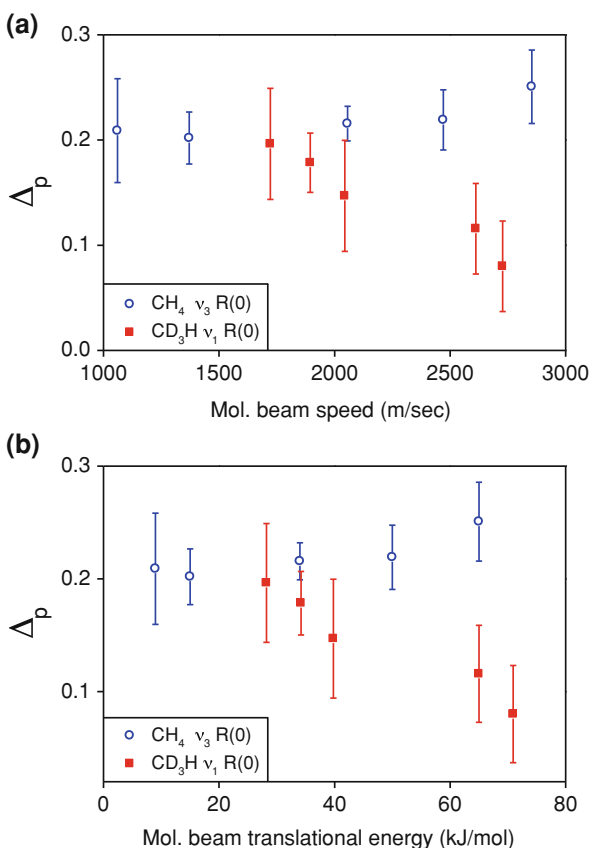 (a)
0.3
0.2
0.1
0.0
Δp
CH4 ν3 R(0)
CD3H ν1 R(0)
1000 1500 2000 2500 3000
Mol. beam speed (m/sec)
(b)
0.3
0.2
0.1
Δp
CH4 ν3 R(0)
CD3H ν1 R(0)
0 20 40 60 80
Mol. beam translational energy (kJ/mol)